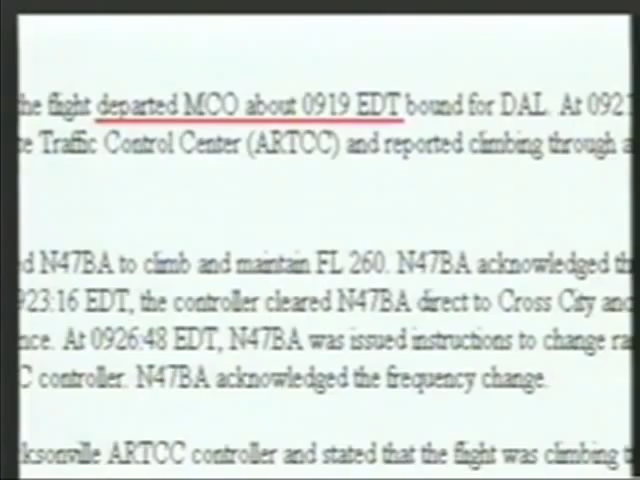 he flight departed MCO about 0919 EDT bound for DAL. At 092
e Traffic Control Center (ARTCC) and reported climbing through a
d N47BA to climb and maintain FL 260. N47BA acknowledged th
923:16 EDT, the controller cleared N47BA direct to Cross City and
nce. At 0926:48 EDT, N47BA was issued instructions to change ra
C controller. N47BA acknowledged the frequency change.
ksonville ARTCC controller and stated that the flight was climbing t